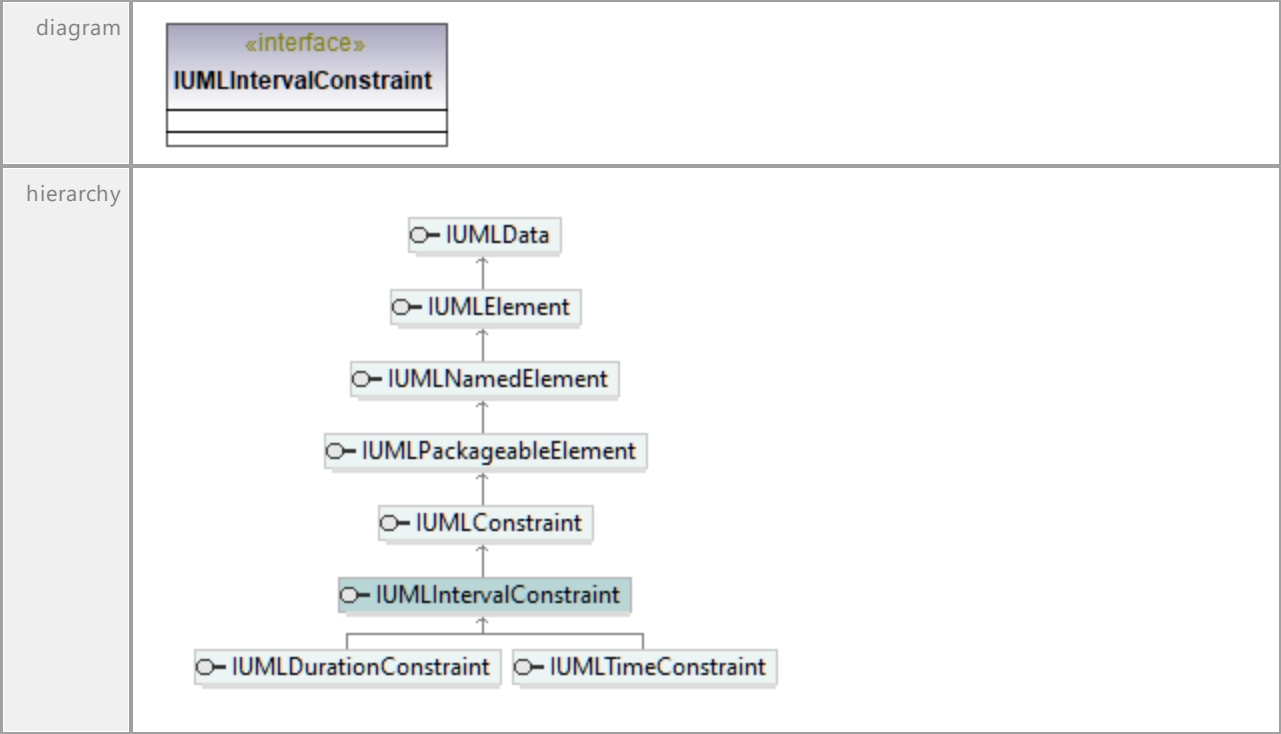 diagram
«interface»
IUMLIntervalConstraint
hierarchy
IUMLData
IUMLElement
IUMLNamedElement
IUMLPackageableElement
IUMLConstraint
IUMLIntervalConstraint
IUMLDurationConstraint IUMLTimeConstraint